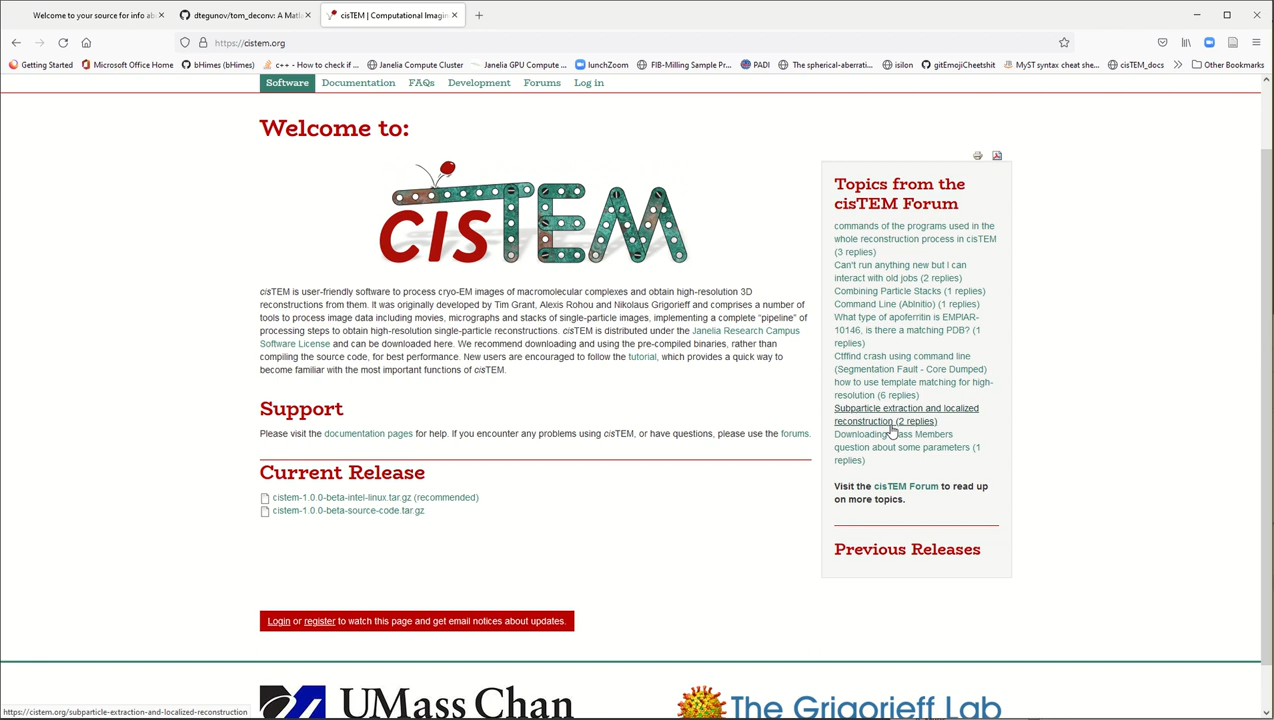 Welcome to your source for info ab
dtegunov/tom_deconv: A Matl
cisTEM | Computational Imagin
https://cistem.org
Getting Started
Microsoft Office Home
bHimes (bHimes)
c++ - How to check if ...
Janelia Compute Cluster
Janelia GPU Compute ...
lunchZoom
FIB-Milling Sample Pr...
PADI
The spherical-aberrati...
isilon
gitEmojiCheetshit
MyST syntax cheat she...
cisTEM_docs
Other Bookmarks
Software
Documentation
FAQs
Development
Forums
Log in
Welcome to:
cisTEM
cisTEM is user-friendly software to process cryo-EM images of macromolecular complexes and obtain high-resolution 3D
reconstructions from them. It was originally developed by Tim Grant, Alexis Rohou and Nikolaus Grigorieff and comprises a number of
tools to process image data including movies, micrographs and stacks of single-particle images, implementing a complete “pipeline” of
processing steps to obtain high-resolution single-particle reconstructions. cisTEM is distributed under the Janelia Research Campus
Software License and can be downloaded here. We recommend downloading and using the pre-compiled binaries, rather than
compiling the source code, for best performance. New users are encouraged to follow the tutorial, which provides a quick way to
become familiar with the most important functions of cisTEM.
Support
Please visit the documentation pages for help. If you encounter any problems using cisTEM, or have questions, please use the forums.
Current Release
cistem-1.0.0-beta-intel-linux.tar.gz (recommended)
cistem-1.0.0-beta-source-code.tar.gz
Topics from the
cisTEM Forum
commands of the programs used in the
whole reconstruction process in cisTEM
(3 replies)
Can't run anything new but I can
interact with old jobs (2 replies)
Combining Particle Stacks (1 replies)
Command Line (AbInitio) (1 replies)
What type of apoferritin is EMPIAR-
10146, is there a matching PDB? (1
replies)
Ctffind crash using command line
(Segmentation Fault - Core Dumped)
how to use template matching for high-
resolution (6 replies)
Subparticle extraction and localized
reconstruction (2 replies)
Downloading Class Members
question about some parameters (1
replies)
Visit the cisTEM Forum to read up
on more topics.
Previous Releases
Login or register to watch this page and get email notices about updates.
UMass Chan
The Grigorieff Lab
https://cistem.org/subparticle-extraction-and-localized-reconstruction